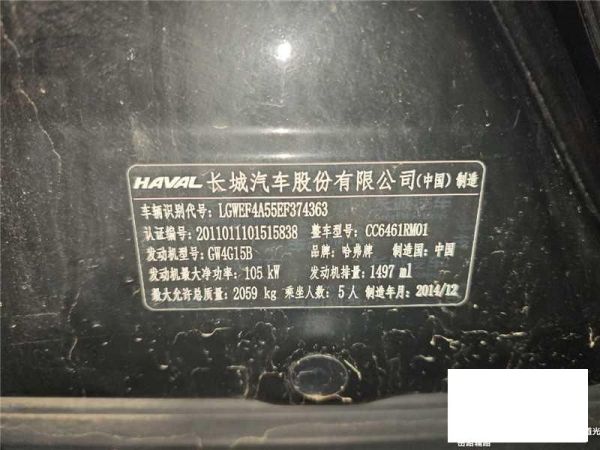 HAVAL 长城汽车股份有限公司(中国) 制造
车辆识别代号: LGWEF4A55EF374363
认证编号: 2011011101515838 整车型号: CC6461RM01
发动机型号: GW4G15B 品牌: 哈弗牌 制造国: 中国
发动机最大净功率: 105 kW 发动机排量: 1497 ml
最大允许总质量: 2059 kg 乘坐人数: 5人 制造年月: 2014/12